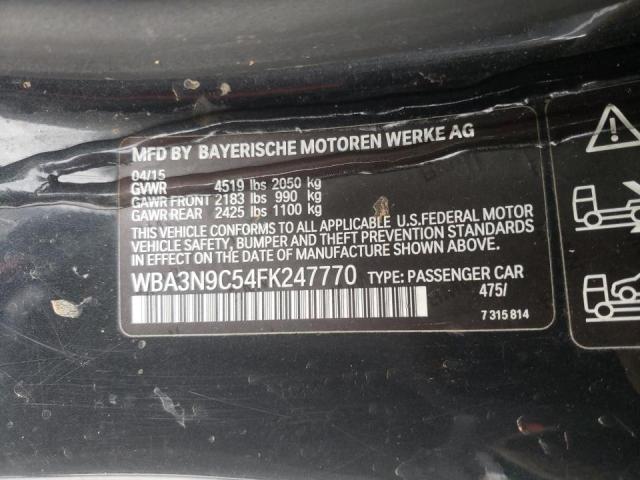 MFD BY BAYERISCHE MOTOREN WERKE AG
04/15
GVWR 4519 lbs 2050 kg
GAWR FRONT 2183 lbs 990 kg
GAWR REAR 2425 lbs 1100 kg
THIS VEHICLE CONFORMS TO ALL APPLICABLE U.S.FEDERAL MOTOR
VEHICLE SAFETY, BUMPER AND THEFT PREVENTION STANDARDS
IN EFFECT ON THE DATE OF MANUFACTURE SHOWN ABOVE.
WBA3N9C54FK247770 TYPE: PASSENGER CAR
475/
7 315 814